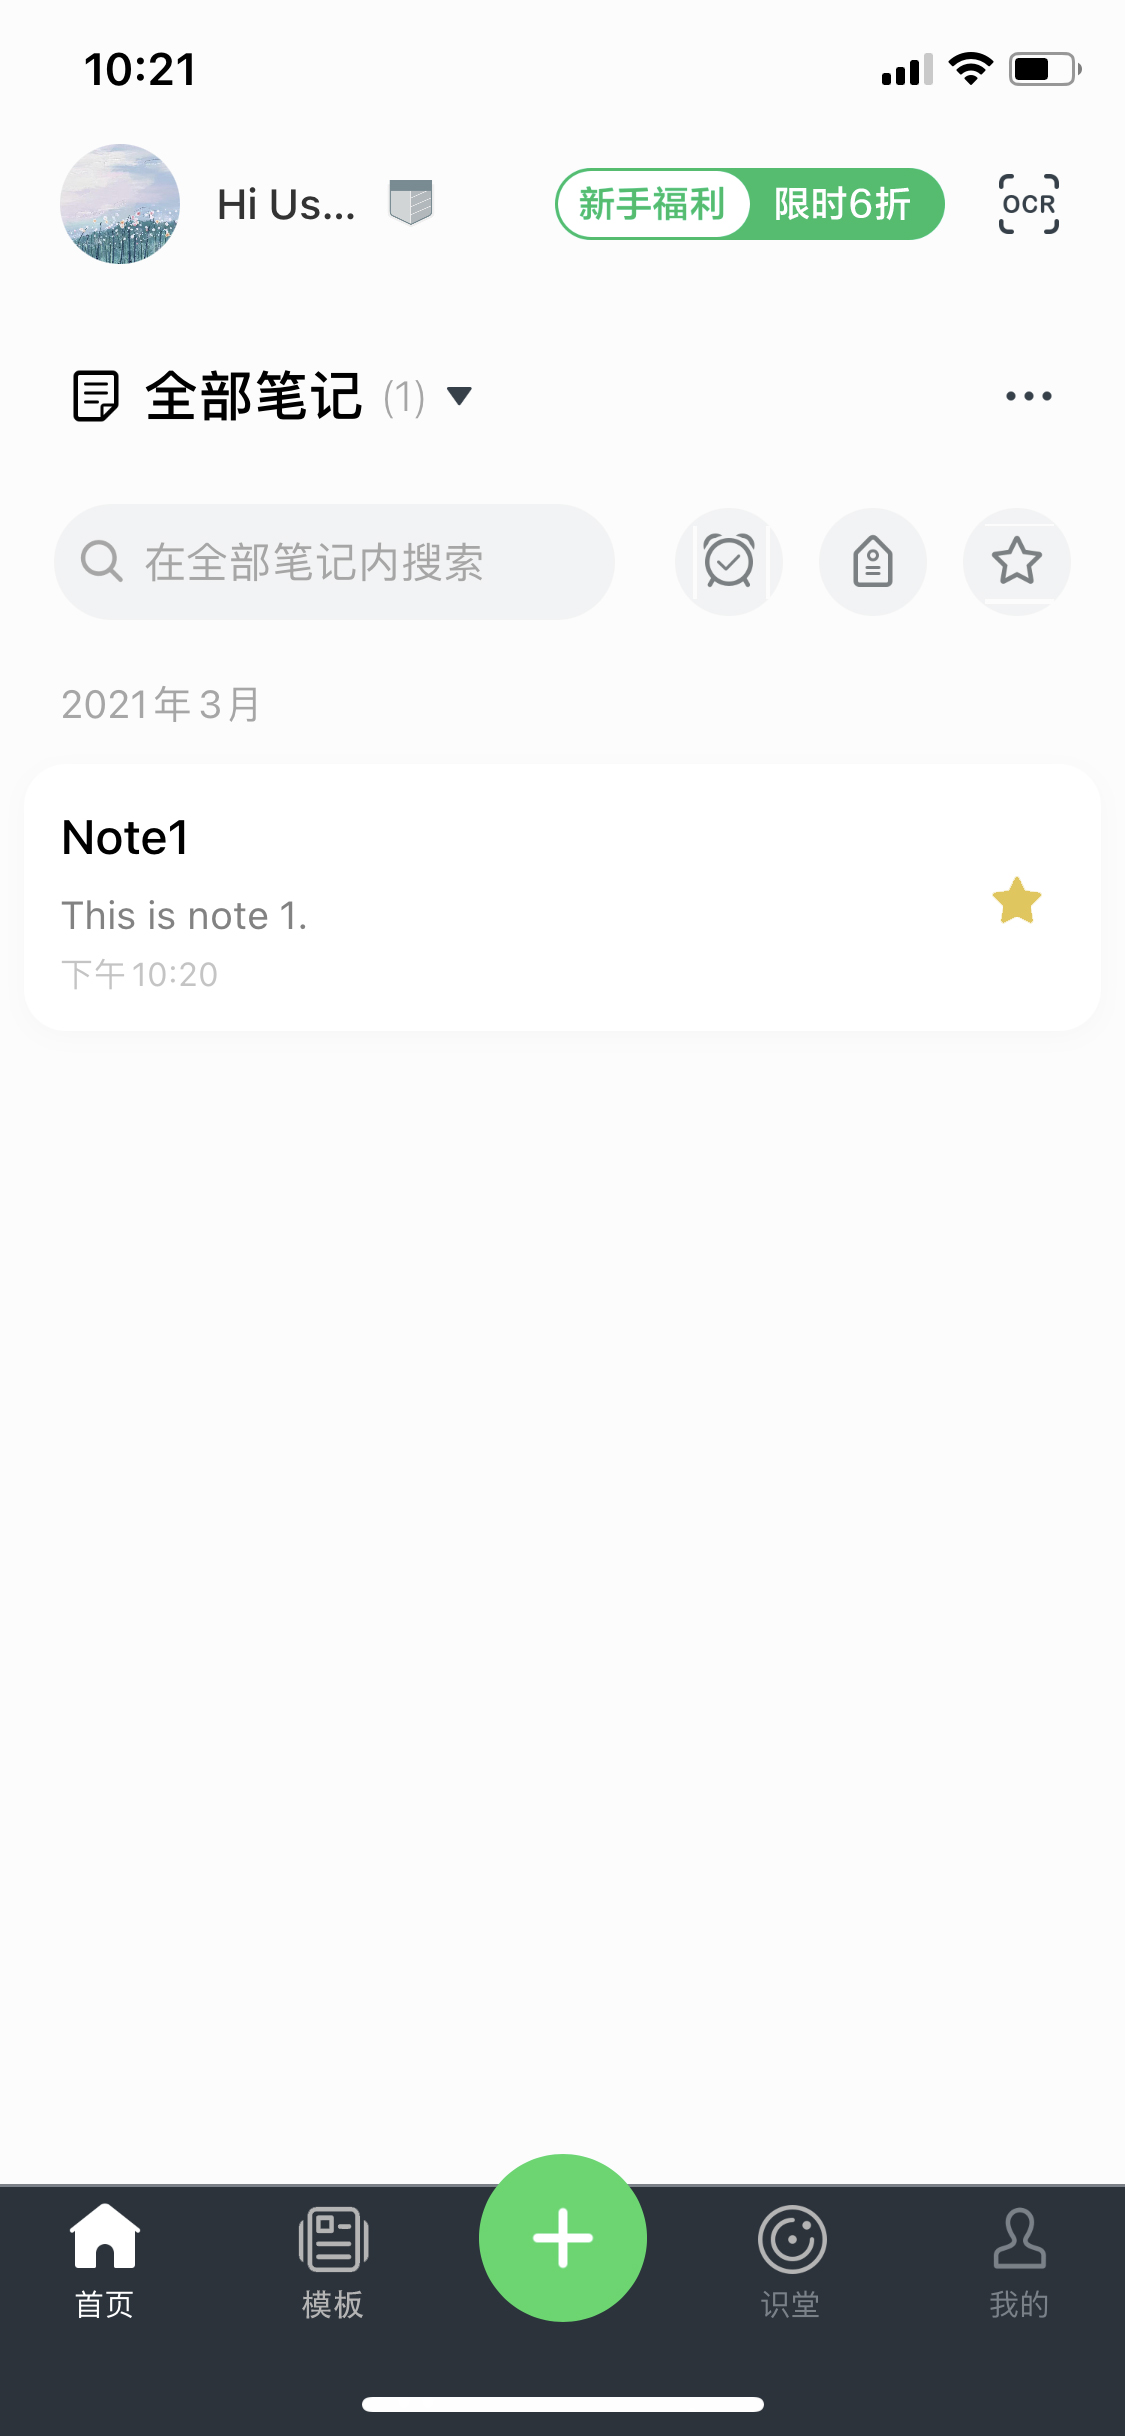 10:21
Hi Us...
新手福利 限时6折
OCR
全部笔记 (1)
在全部笔记内搜索
2021年3月
Note1
This is note 1.
下午10:20
首页 模板 识堂 我的